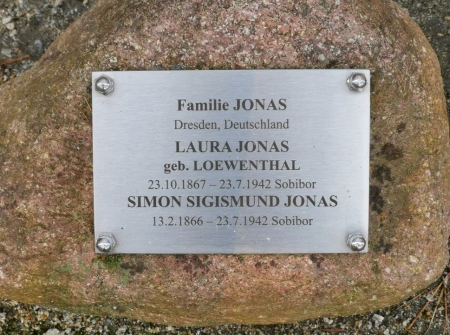 Familie JONAS
Dresden, Deutschland
LAURA JONAS
geb. LOEWENTHAL
23.10.1867 – 23.7.1942 Sobibor
SIMON SIGISMUND JONAS
13.2.1866 – 23.7.1942 Sobibor